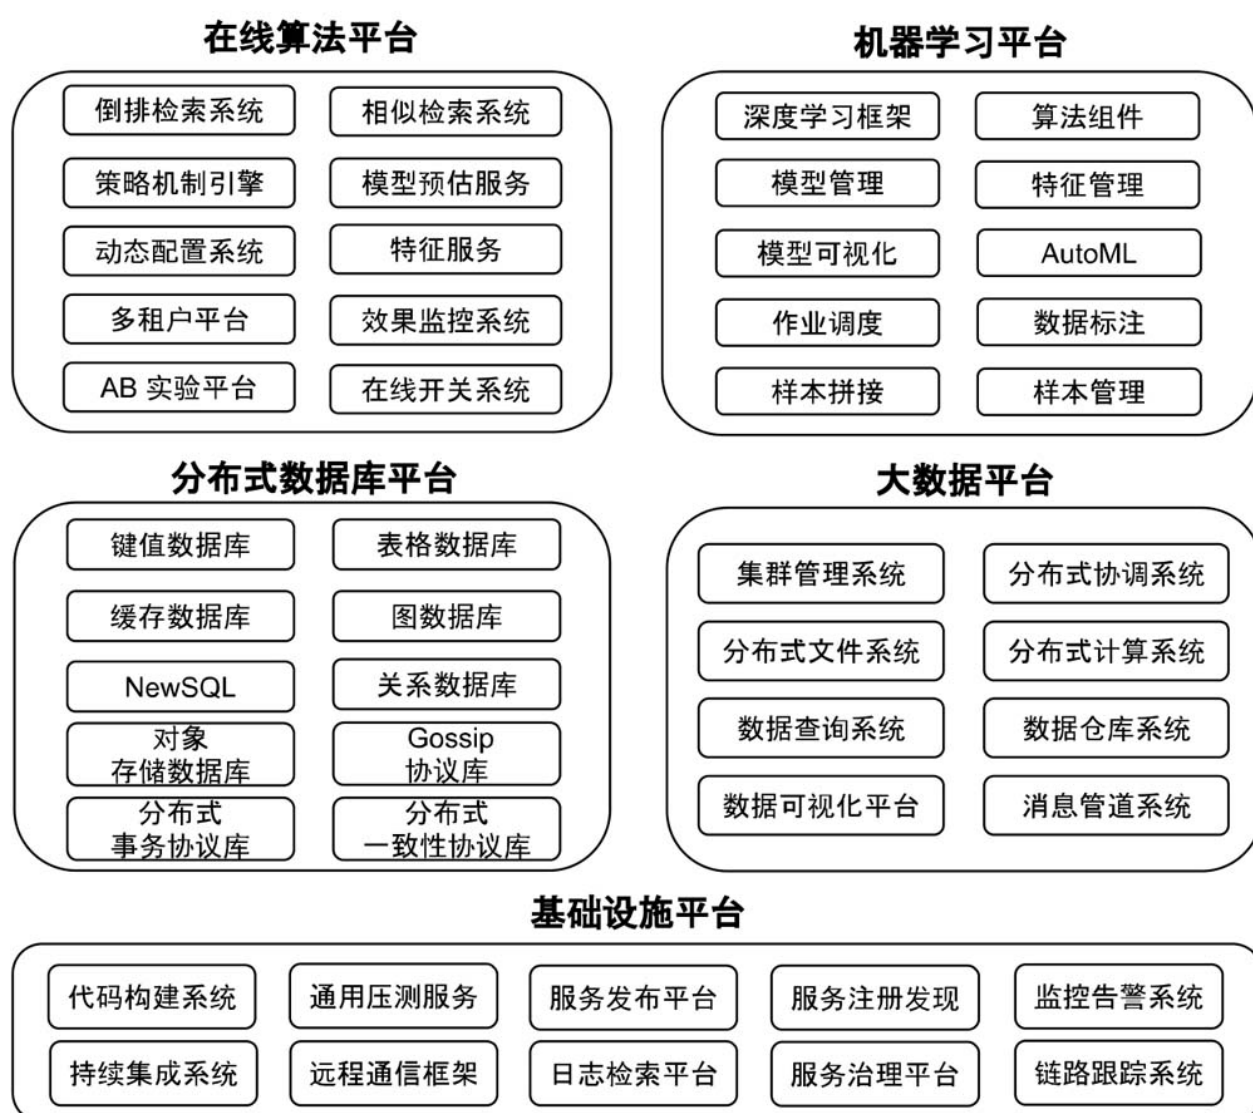 在线算法平台
倒排检索系统
相似检索系统
策略机制引擎
模型预估服务
动态配置系统
特征服务
多租户平台
效果监控系统
AB 实验平台
在线开关系统
机器学习平台
深度学习框架
算法组件
模型管理
特征管理
模型可视化
AutoML
作业调度
数据标注
样本拼接
样本管理
分布式数据库平台
键值数据库
表格数据库
缓存数据库
图数据库
NewSQL
关系数据库
对象
存储数据库
Gossip
协议库
分布式
事务协议库
分布式
一致性协议库
大数据平台
集群管理系统
分布式协调系统
分布式文件系统
分布式计算系统
数据查询系统
数据仓库系统
数据可视化平台
消息管道系统
基础设施平台
代码构建系统
通用压测服务
服务发布平台
服务注册发现
监控告警系统
持续集成系统
远程通信框架
日志检索平台
服务治理平台
链路跟踪系统